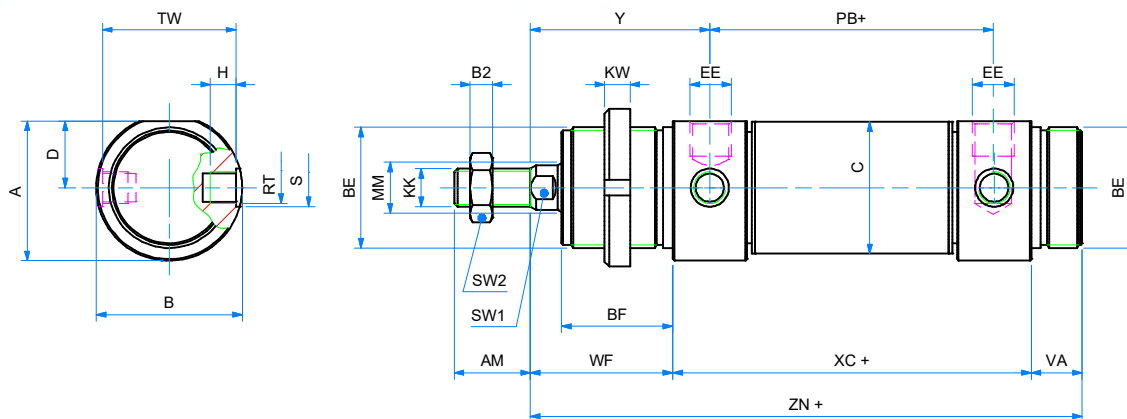 TW
Y
PB+
H
B2
KW
EE
EE
D
A
RT
S
BE
MM
KK
C
BE
SW2
SW1
B
BF
AM
WF
XC +
VA
ZN +